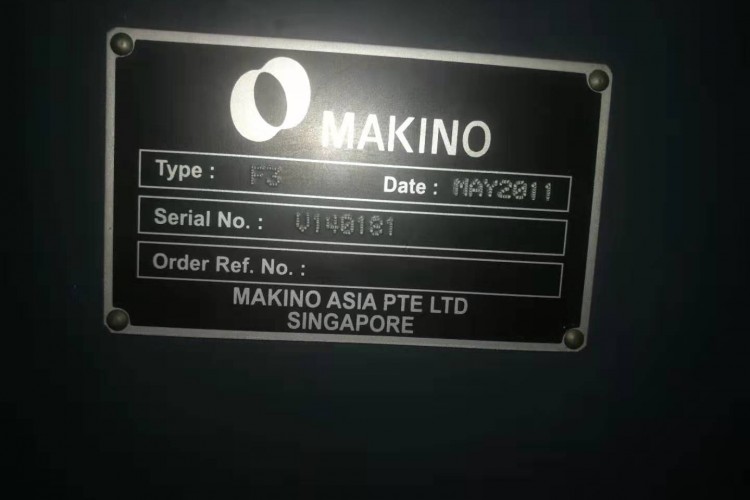 MAKINO
Type : F3 Date : MAY2011
Serial No. : V140181
Order Ref. No. :
MAKINO ASIA PTE LTD
SINGAPORE